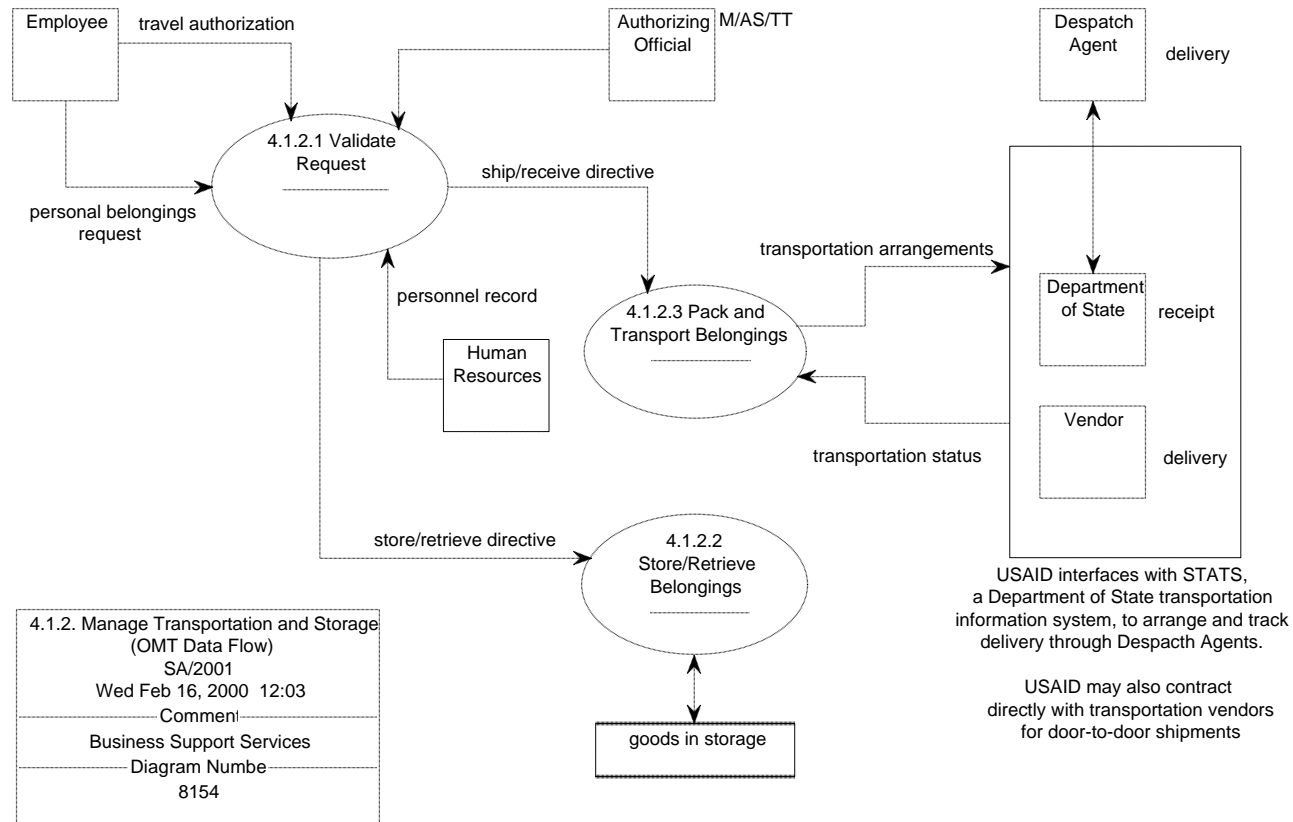 Employee
travel authorization
Authorizing
Official
M/AS/TT
Despatch
Agent
delivery
4.1.2.1 Validate
Request
ship/receive directive
personal belongings
request
transportation arrangements
personnel record
4.1.2.3 Pack and
Transport Belongings
Department
of State
receipt
Human
Resources
Vendor
transportation status
delivery
store/retrieve directive
4.1.2.2
Store/Retrieve
Belongings
USAID interfaces with STATS,
a Department of State transportation
information system, to arrange and track
delivery through Despacth Agents.
USAID may also contract
directly with transportation vendors
for door-to-door shipments
goods in storage
4.1.2. Manage Transportation and Storage
(OMT Data Flow)
SA/2001
Wed Feb 16, 2000 12:03
Comment
Business Support Services
Diagram Numbe
8154